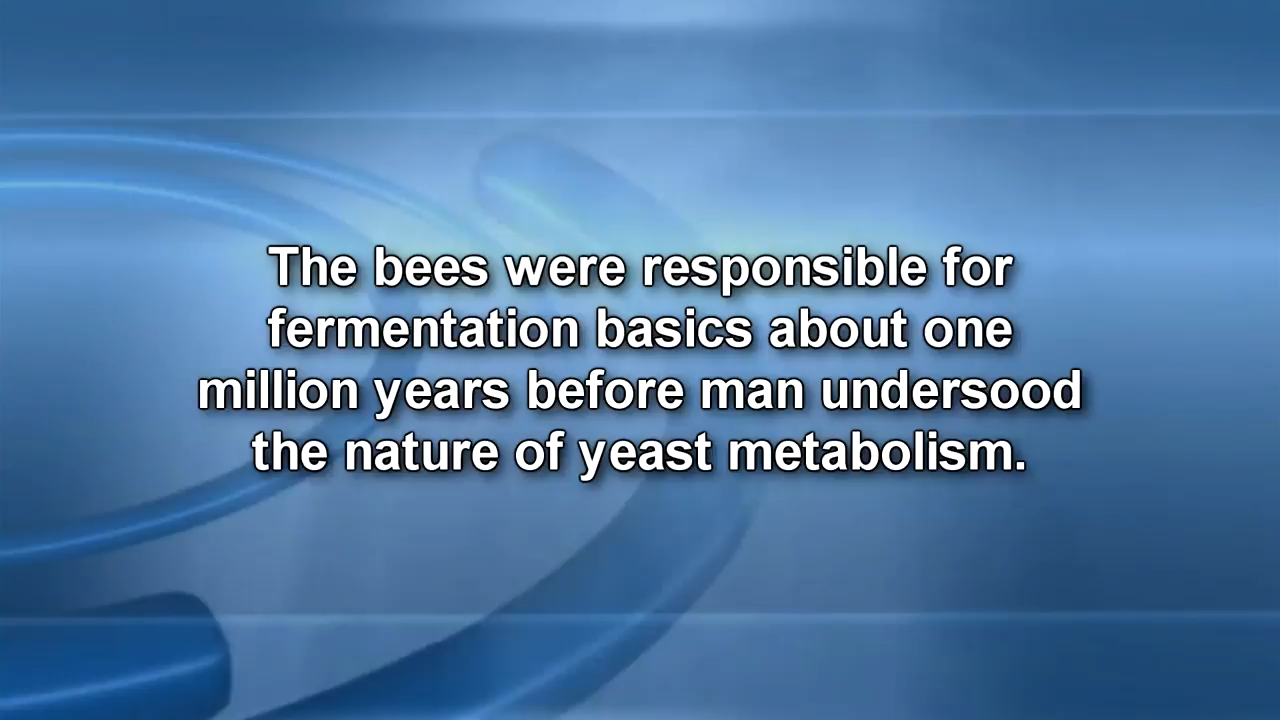 The bees were responsible for
fermentation basics about one
million years before man undersood
the nature of yeast metabolism.